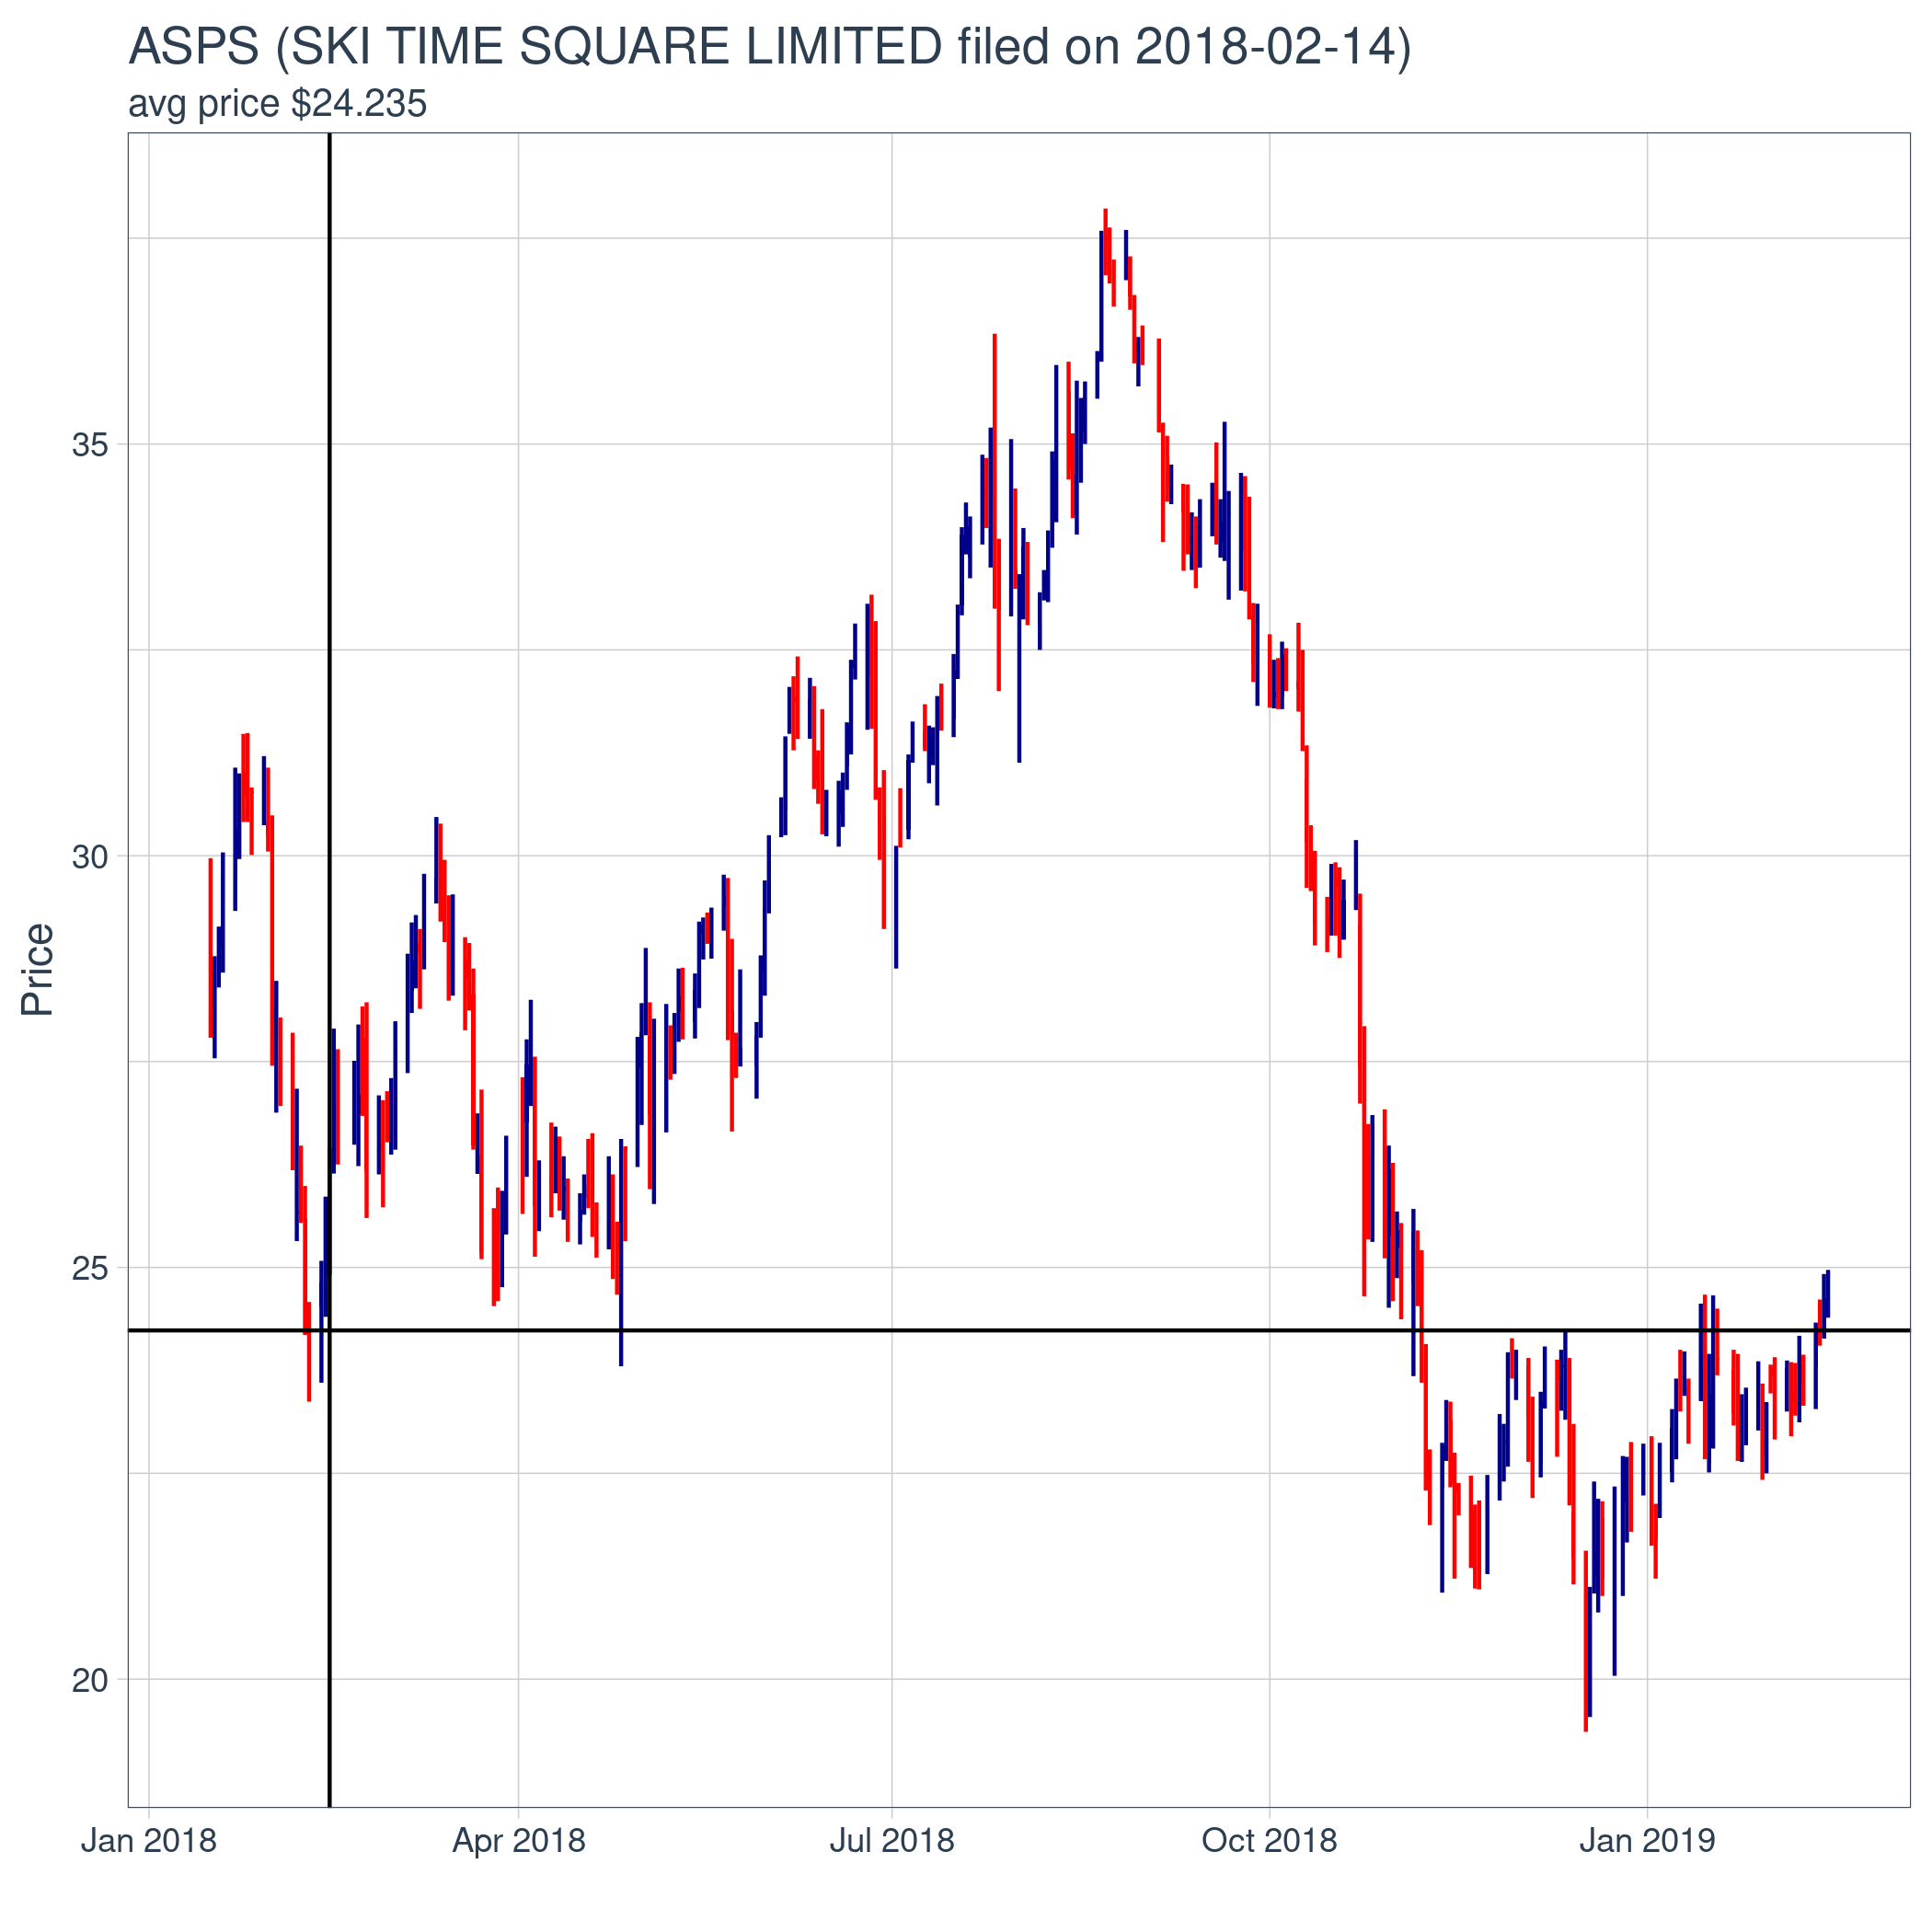 ASPS (SKI TIME SQUARE LIMITED filed on 2018-02-14)
avg price $24.235
Price
35
30
25
20
Jan 2018 Apr 2018 Jul 2018 Oct 2018 Jan 2019